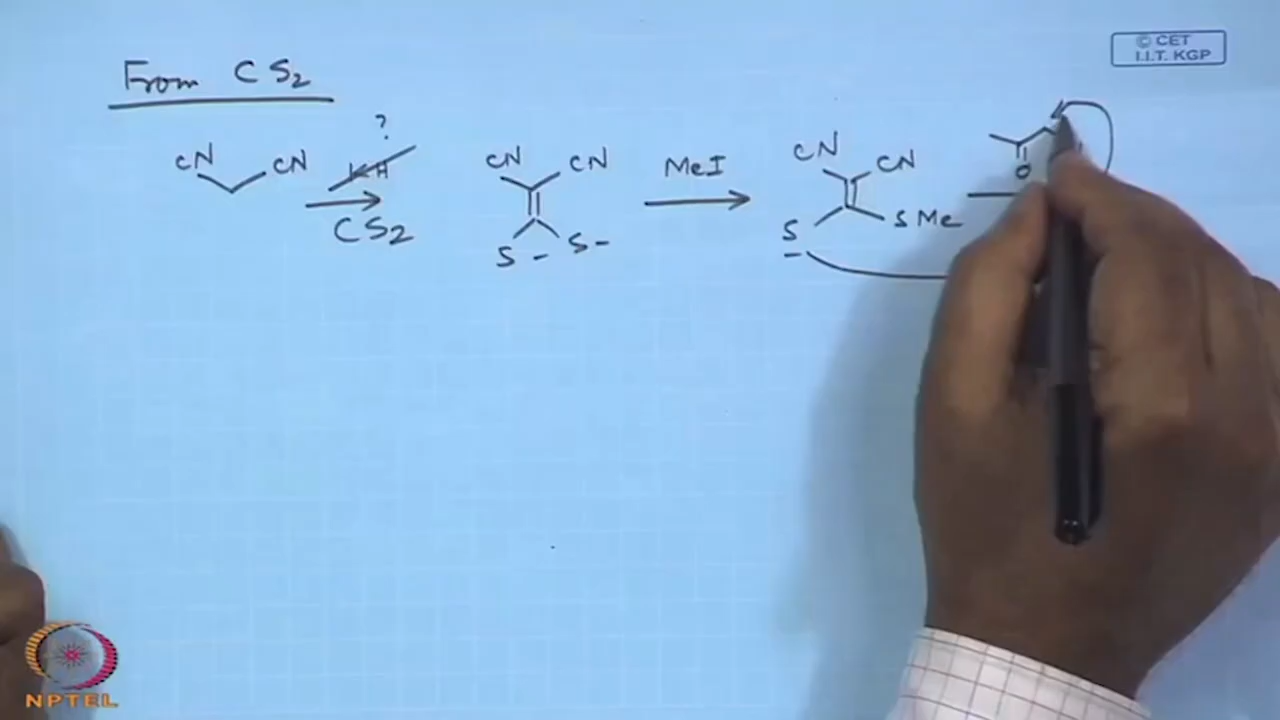 © CET
I.I.T. KGP
From CS2
?
CN CN KH CS2
CN CN S - S -
MeI
CN CN S - SMe
O
NPTEL